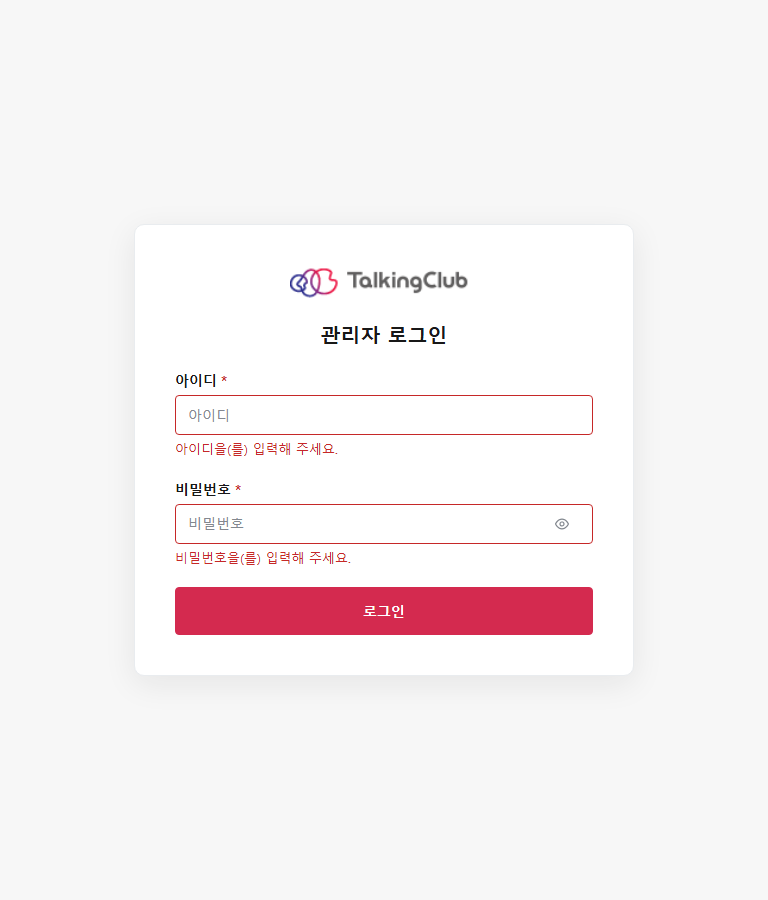 TalkingClub
관리자 로그인
아이디 *
아이디
아이디을(를) 입력해 주세요.
비밀번호 *
비밀번호
비밀번호을(를) 입력해 주세요.
로그인